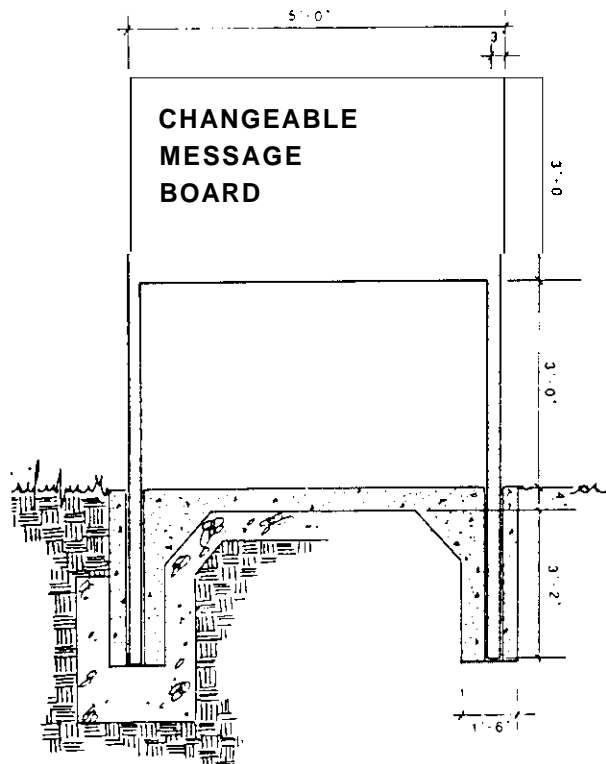 5'-0"
3"
CHANGEABLE
MESSAGE
BOARD
3'-0
3'-0"
4"
3'-2"
1'-6"